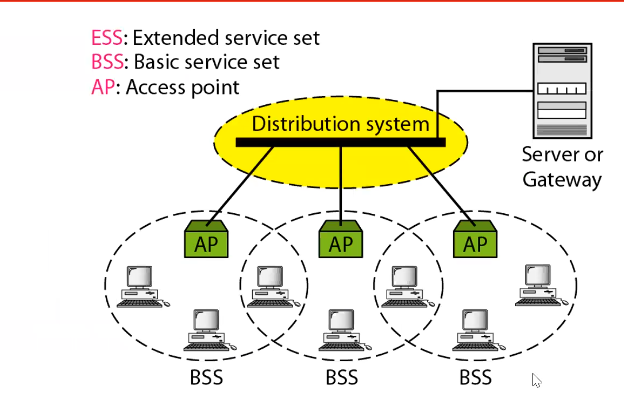 ESS: Extended service set
BSS: Basic service set
AP: Access point
Distribution system
Server or
Gateway
AP
AP
AP
BSS
BSS
BSS